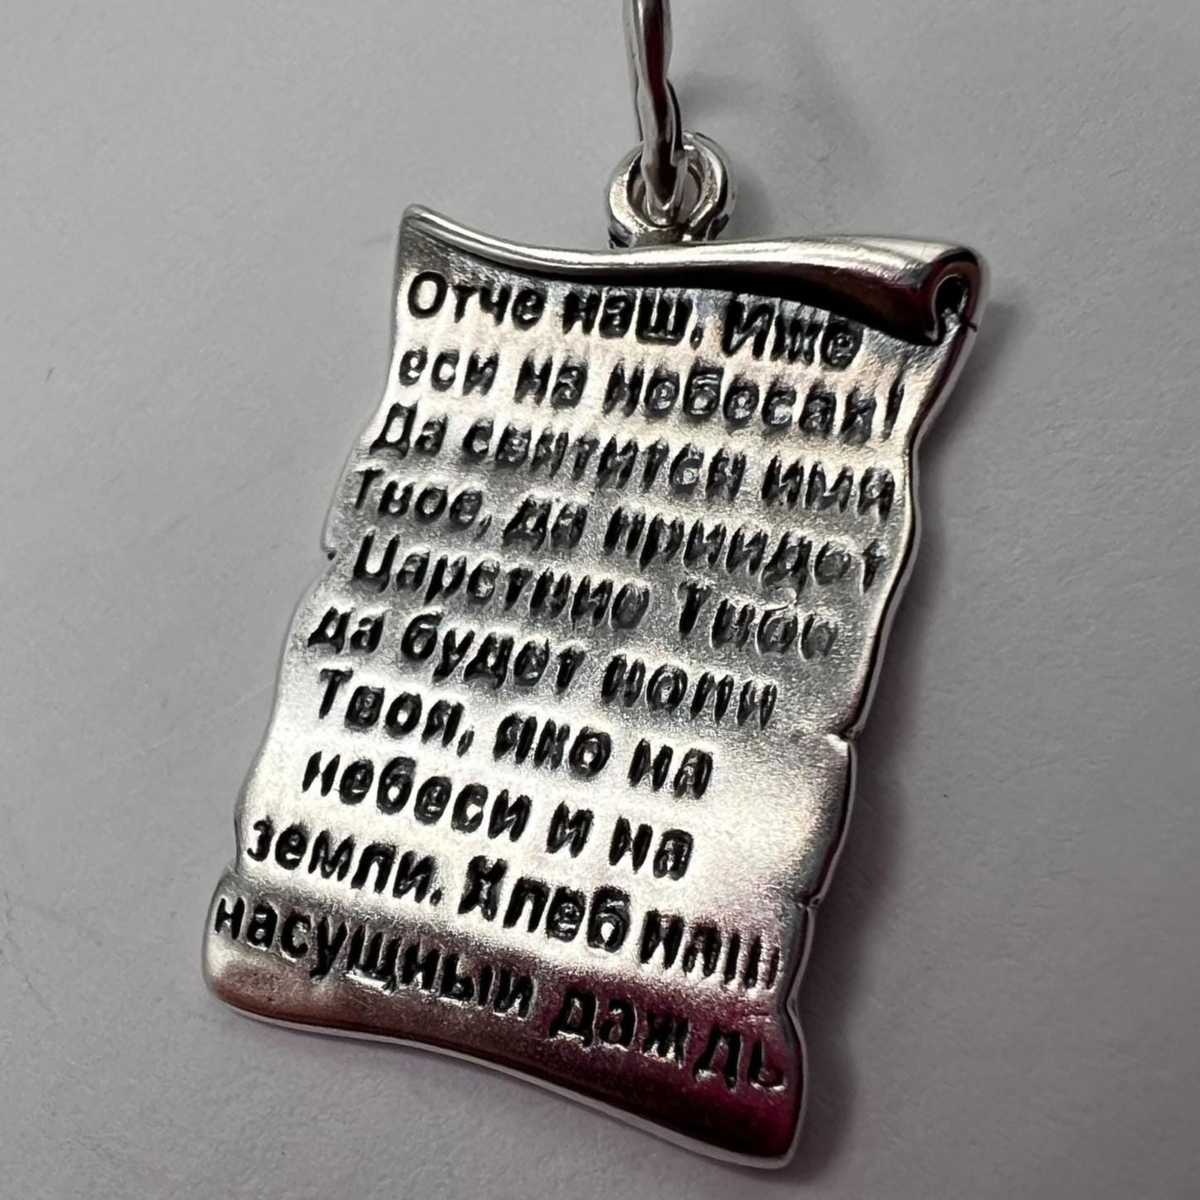 Отче наш. Иже
еси на небесах!
Да святится имя
Твое, да приидет
Царствие Твое
да будет воля
Твоя, яко на
небеси и на
земли. Хлеб наш
насущный даждь